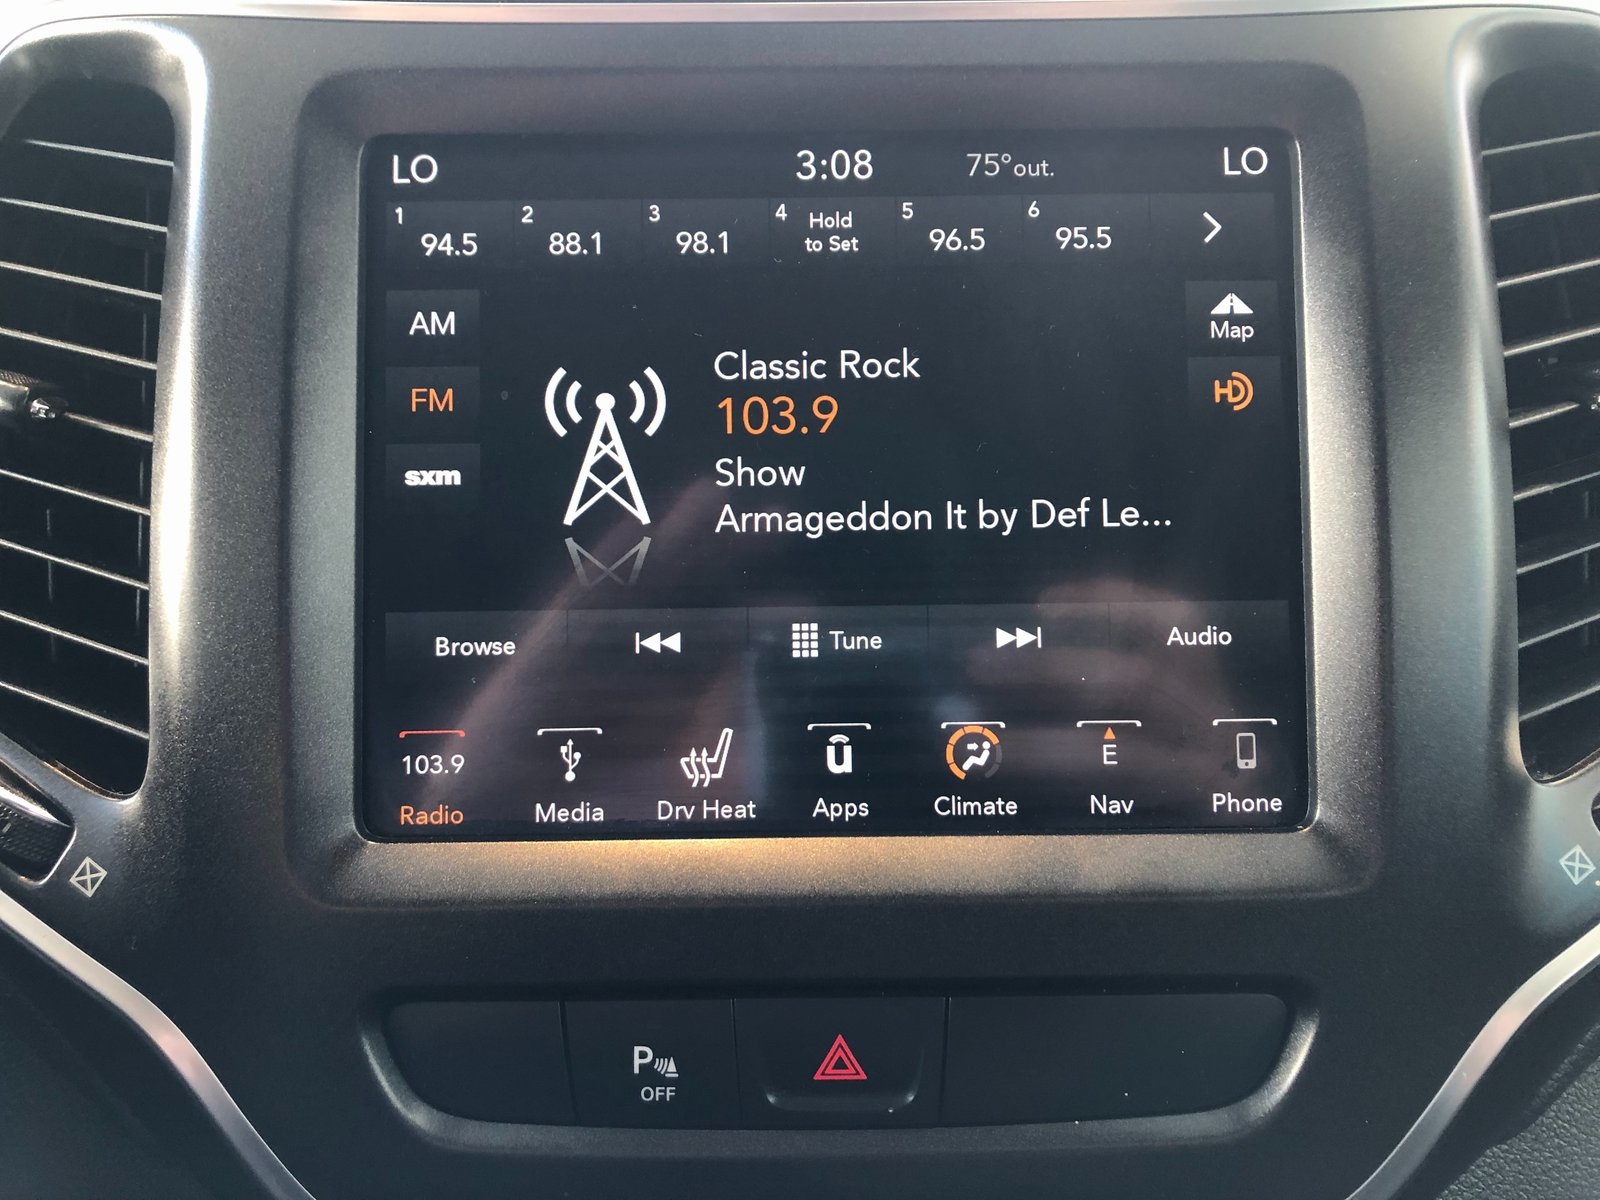 LO 3:08 75°out. LO
1 94.5 2 88.1 3 98.1 4 Hold to Set 5 96.5 6 95.5
AM
Map
FM
HD
sxm
Classic Rock
103.9
Show
Armageddon It by Def Le...
Browse Tune Audio
103.9 u E
Radio Media Drv Heat Apps Climate Nav Phone
P
OFF